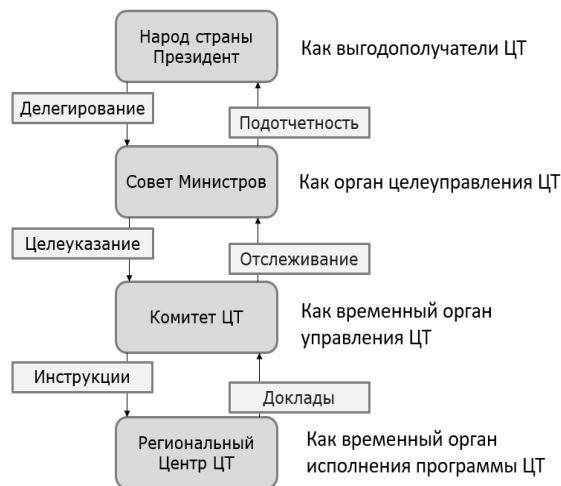 Народ страны
Президент
Как выгодополучатели ЦТ
Делегирование
Подотчетность
Совет Министров
Как орган целеуправления ЦТ
Целеуказание
Отслеживание
Комитет ЦТ
Как временный орган
управления ЦТ
Инструкции
Доклады
Региональный
Центр ЦТ
Как временный орган
исполнения программы ЦТ